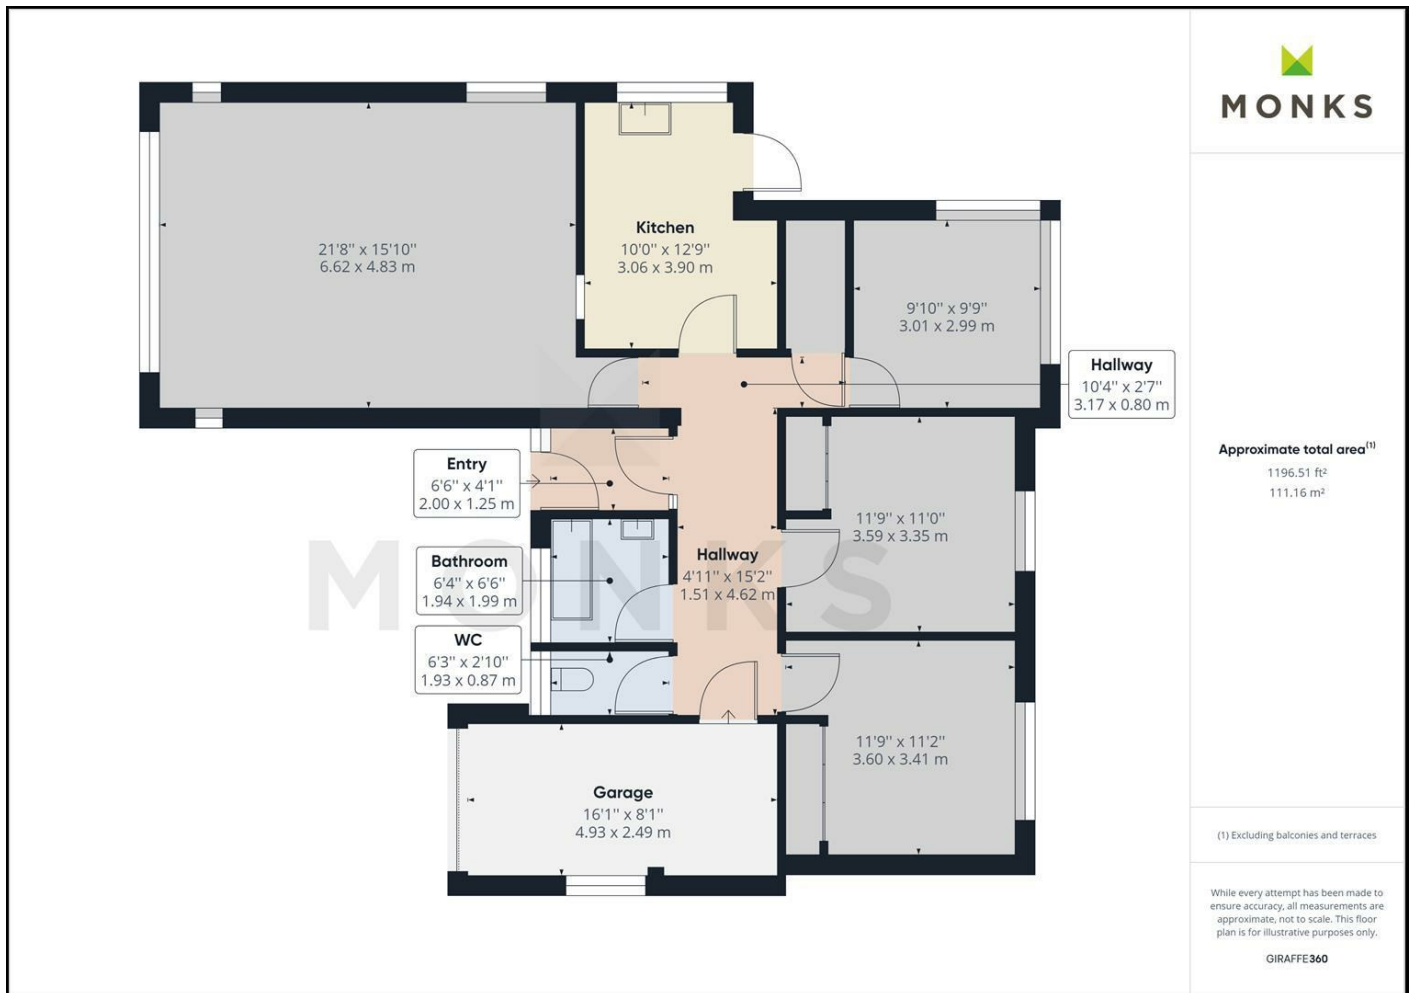 MONKS
21'8" x 15'10"
6.62 x 4.83 m
Kitchen
10'0" x 12'9"
3.06 x 3.90 m
9'10" x 9'9"
3.01 x 2.99 m
Hallway
10'4" x 2'7"
3.17 x 0.80 m
Entry
6'6" x 4'1"
2.00 x 1.25 m
11'9" x 11'0"
3.59 x 3.35 m
Bathroom
6'4" x 6'6"
1.94 x 1.99 m
Hallway
4'11" x 15'2"
1.51 x 4.62 m
MONKS
WC
6'3" x 2'10"
1.93 x 0.87 m
11'9" x 11'2"
3.60 x 3.41 m
Garage
16'1" x 8'1"
4.93 x 2.49 m
Approximate total area(1)
1196.51 ft²
111.16 m²
(1) Excluding balconies and terraces
While every attempt has been made to
ensure accuracy, all measurements are
approximate, not to scale. This floor
plan is for illustrative purposes only.
GIRAFFE360